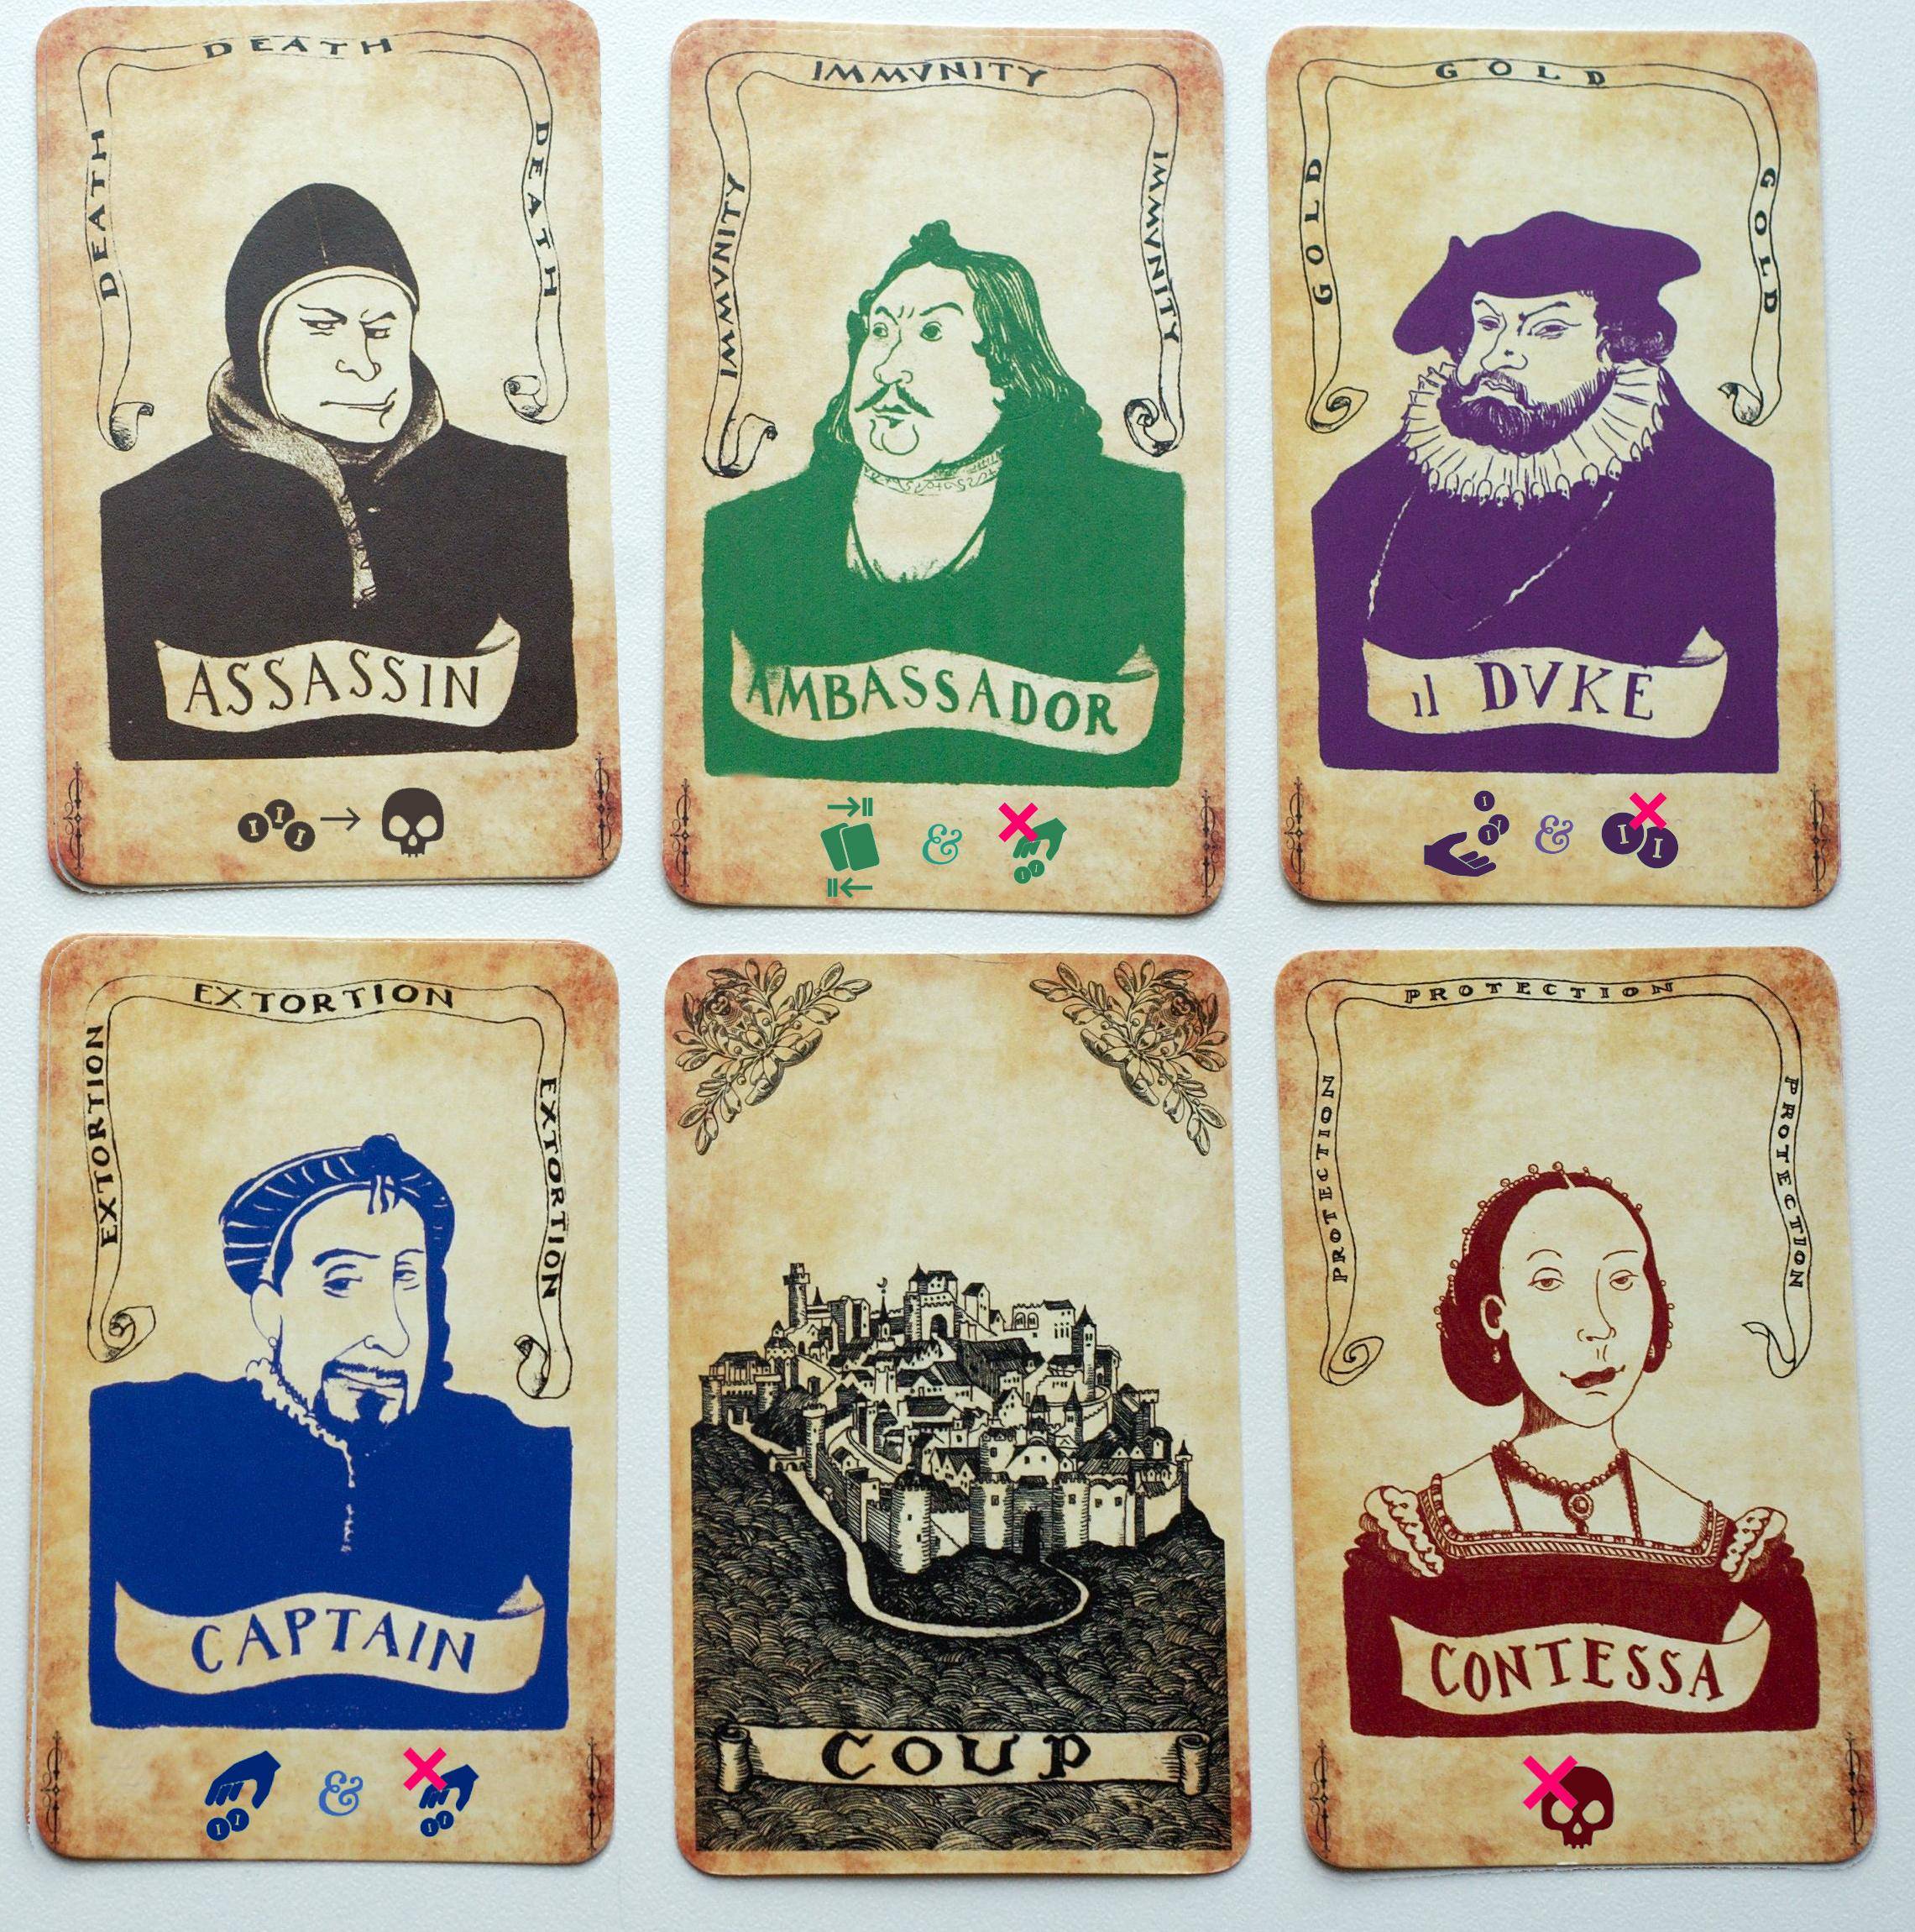 DEATH
DEATH
DEATH
ASSASSIN
I I I
IMMVNITY
IMMVNITY
IMMVNITY
AMBASSADOR
&
I I
GOLD
GOLD
GOLD
il DVKE
I
I I
&
I I
EXTORTION
EXTORTION
EXTORTION
CAPTAIN
I I
&
I I
COUP
PROTECTION
PROTECTION
PROTECTION
CONTESSA